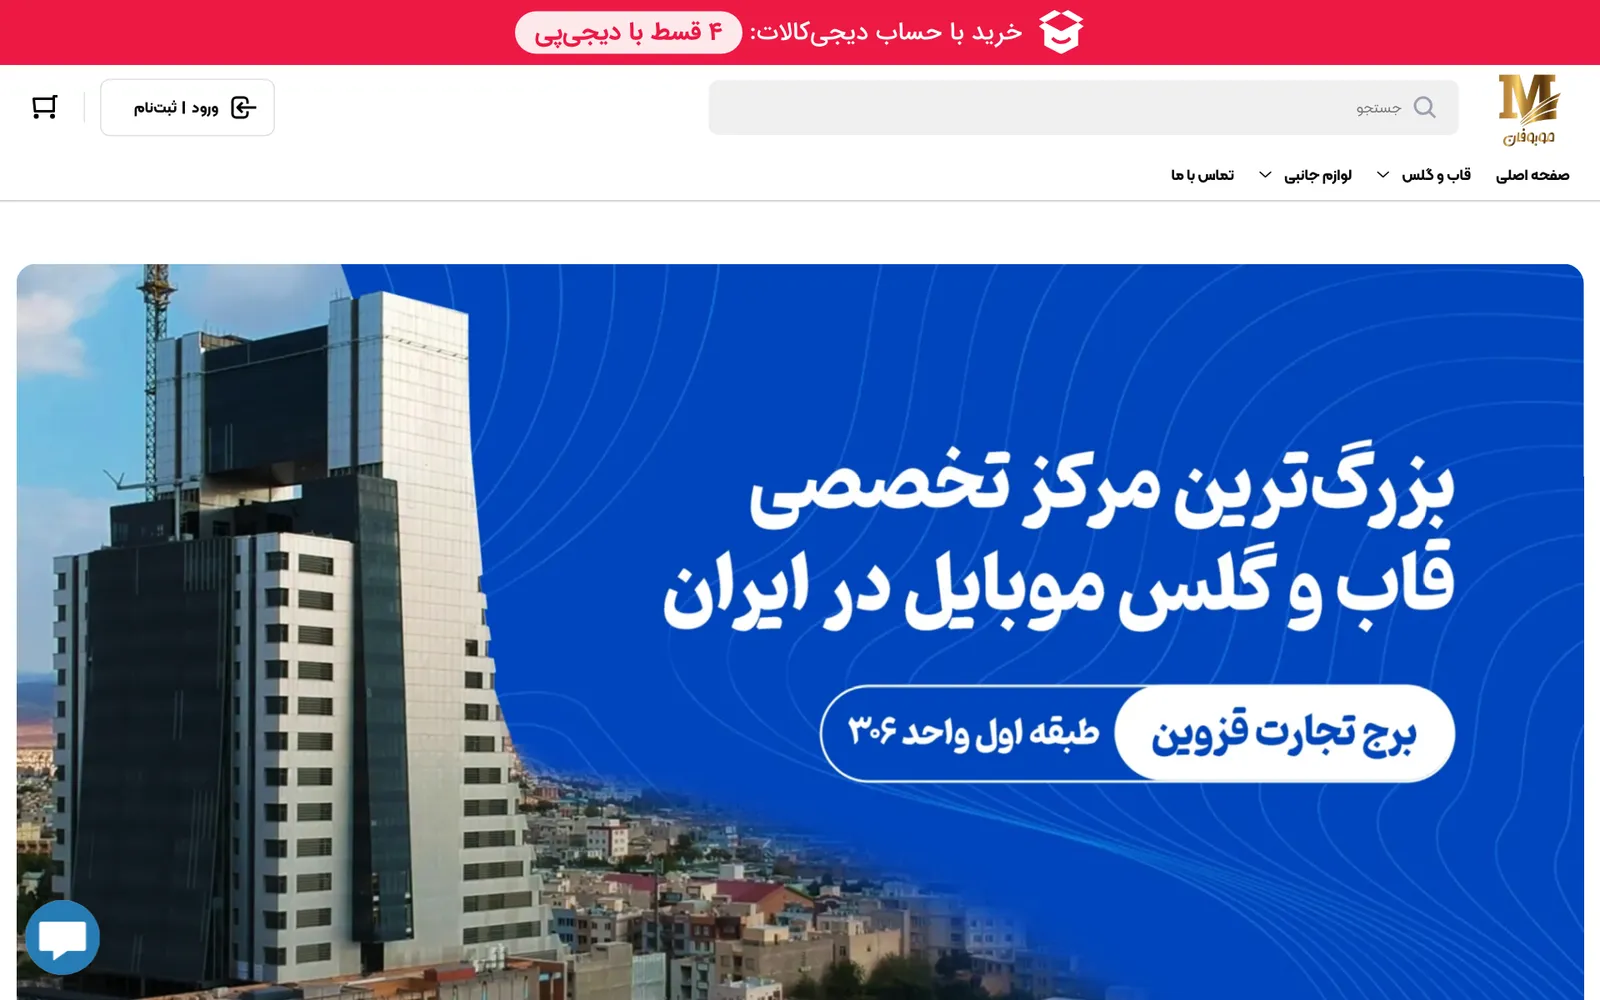 خرید با حساب دیجی‌کالات: ۴ قسط با دیجی‌پی
M
موبوفان
جستجو
ورود | ثبت‌نام
صفحه اصلی
قاب و گلس
لوازم جانبی
تماس با ما
بزرگ‌ترین مرکز تخصصی
قاب و گلس موبایل در ایران
برج تجارت قزوین
طبقه اول واحد ۳۰۶